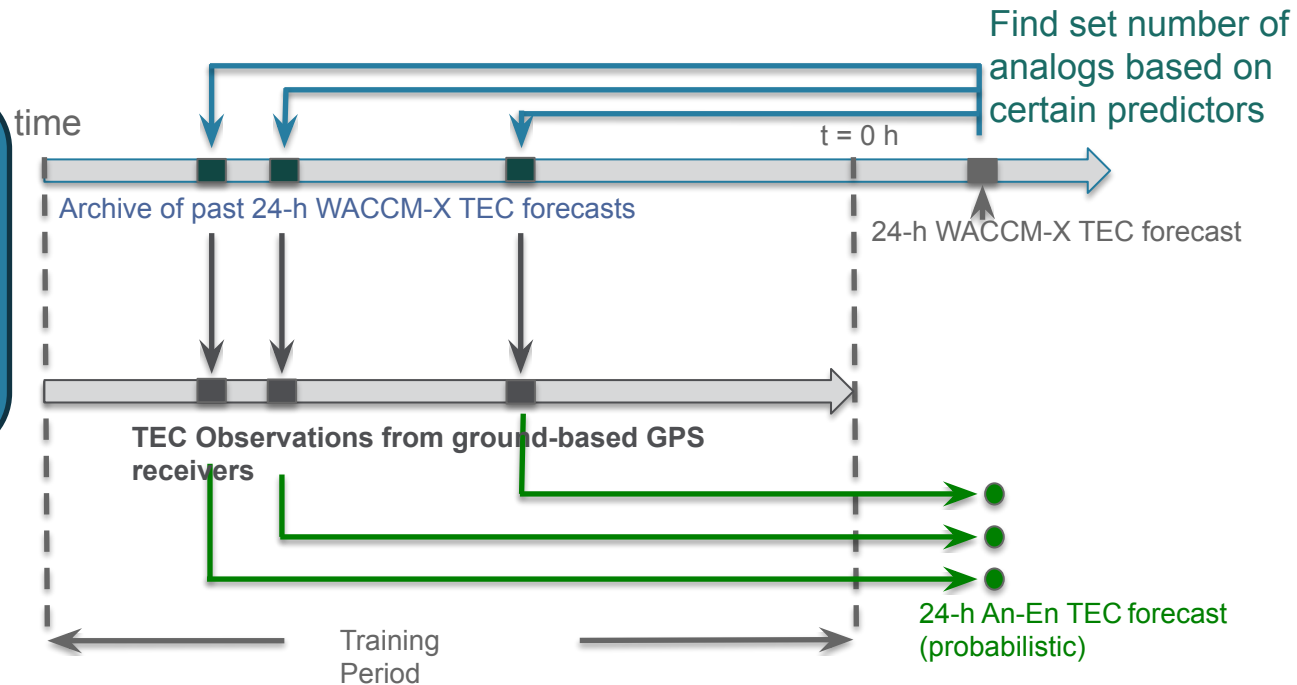 Find set number of
analogs based on
certain predictors
time
t = 0 h
Archive of past 24-h WACCM-X TEC forecasts
24-h WACCM-X TEC forecast
TEC Observations from ground-based GPS
receivers
24-h An-En TEC forecast
(probabilistic)
Training
Period